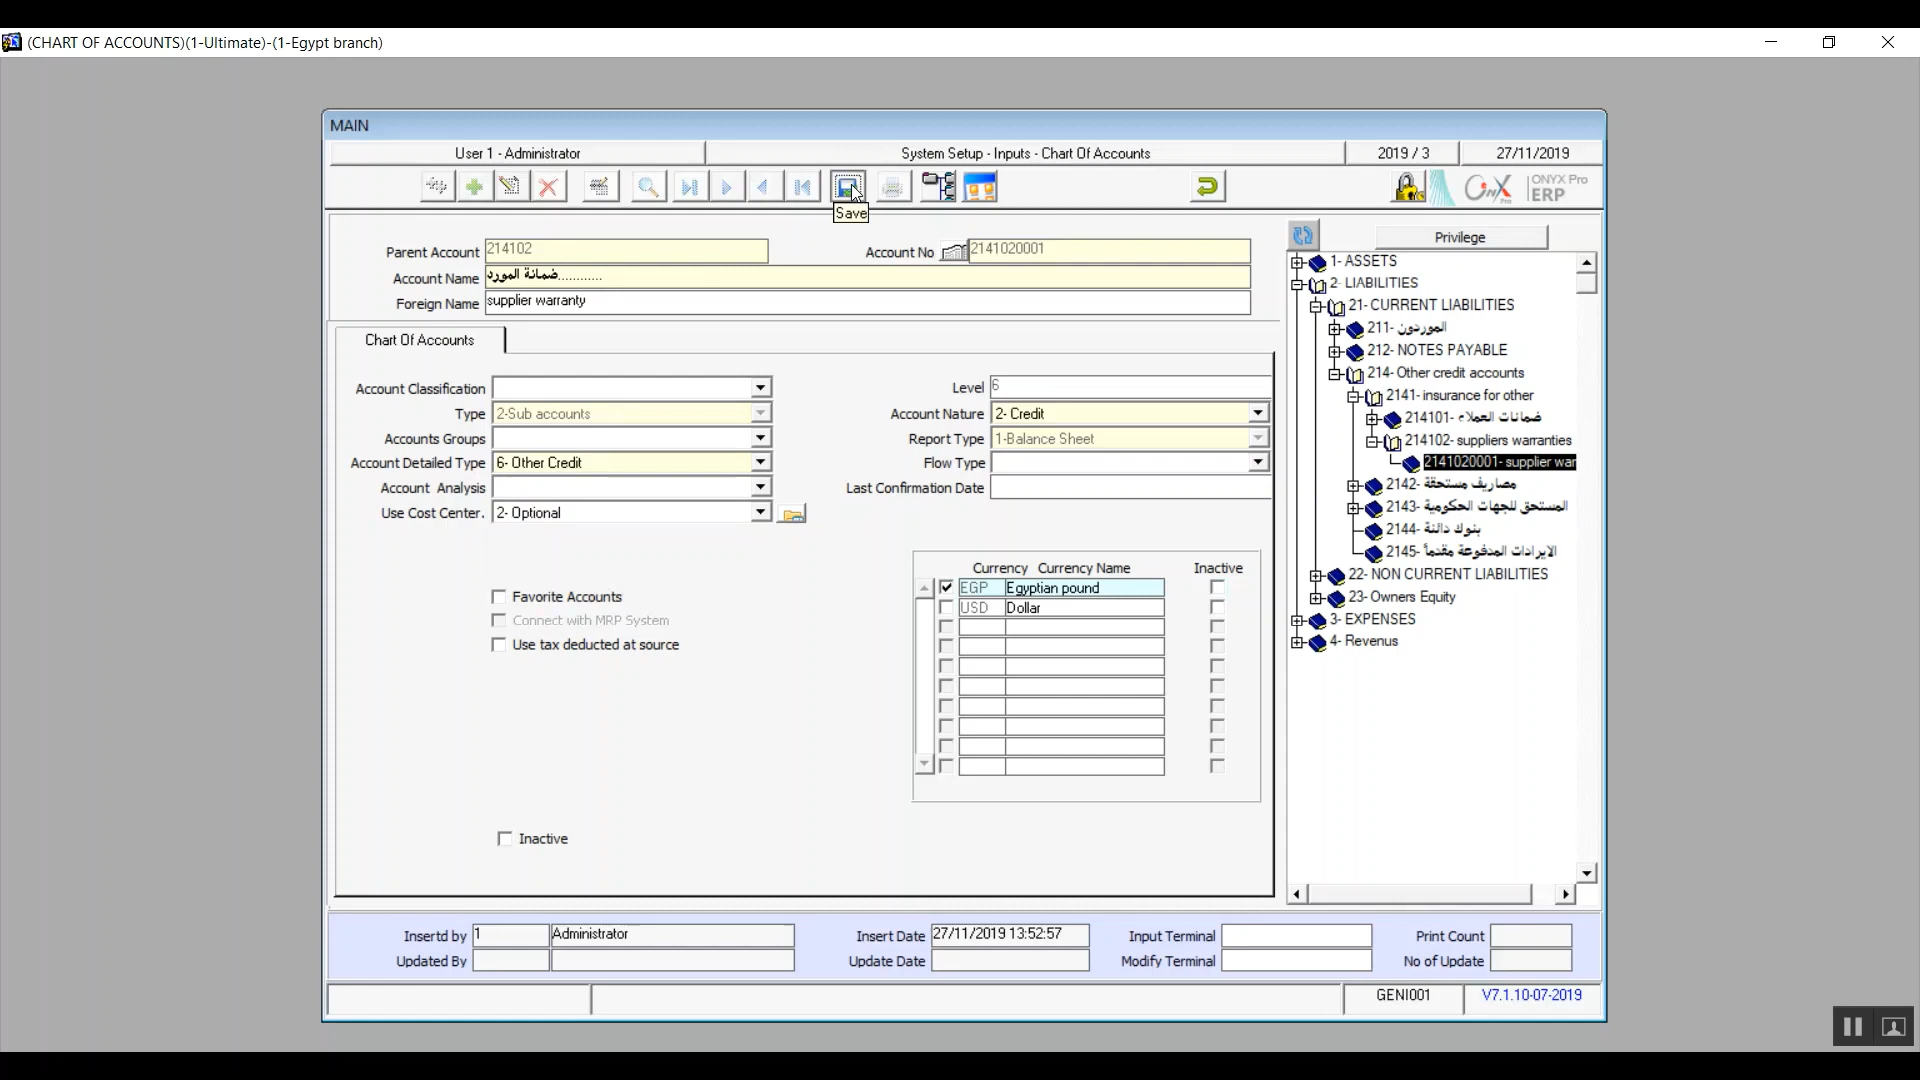 (CHART OF ACCOUNTS)(1-Ultimate)-(1-Egypt branch)
MAIN
User 1 - Administrator
System Setup - Inputs - Chart Of Accounts
2019 / 3
27/11/2019
Onyx Pro
ONYX Pro
ERP
Save
Parent Account 214102
Account No 2141020001
Account Name ضمانة المورد............
Foreign Name supplier warranty
Chart Of Accounts
Account Classification
Level 6
Type 2-Sub accounts
Account Nature 2- Credit
Accounts Groups
Report Type 1-Balance Sheet
Account Detailed Type 6- Other Credit
Flow Type
Account Analysis
Last Confirmation Date
Use Cost Center. 2- Optional
Currency Currency Name Inactive
EGP Egyptian pound
USD Dollar
Favorite Accounts
Connect with MRP System
Use tax deducted at source
Inactive
Privilege
1- ASSETS
2- LIABILITIES
21- CURRENT LIABILITIES
211- الموردون
212- NOTES PAYABLE
214- Other credit accounts
2141- insurance for other
214101- ضمانات العملاء
214102- suppliers warranties
2141020001- supplier war
2142- مصاريف مستحقة
2143- المستحق للجهات الحكومية
2144- بنوك دائنة
2145- الايرادات المدفوعة مقدماً
22- NON CURRENT LIABILITIES
23- Owners Equity
3- EXPENSES
4- Revenus
Insertd by 1 Administrator
Insert Date 27/11/2019 13:52:57
Input Terminal
Print Count
Updated By
Update Date
Modify Terminal
No of Update
GENI001
V7.1.10-07-2019